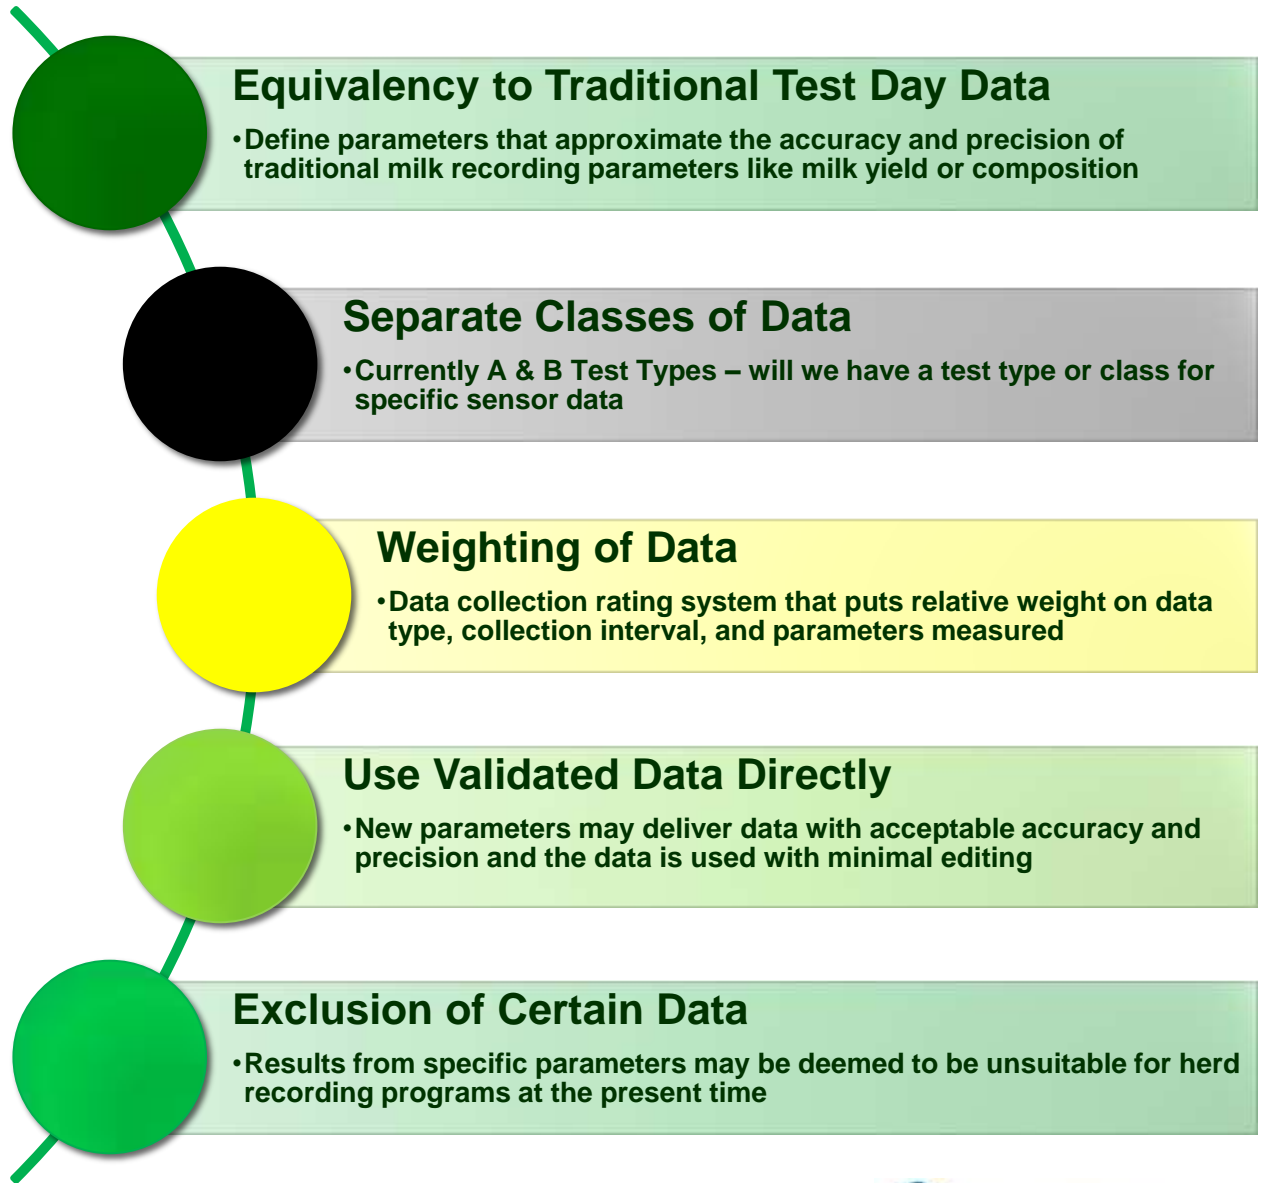 Equivalency to Traditional Test Day Data
•Define parameters that approximate the accuracy and precision of
traditional milk recording parameters like milk yield or composition
Separate Classes of Data
•Currently A & B Test Types – will we have a test type or class for
specific sensor data
Weighting of Data
•Data collection rating system that puts relative weight on data
type, collection interval, and parameters measured
Use Validated Data Directly
•New parameters may deliver data with acceptable accuracy and
precision and the data is used with minimal editing
Exclusion of Certain Data
•Results from specific parameters may be deemed to be unsuitable for herd
recording programs at the present time